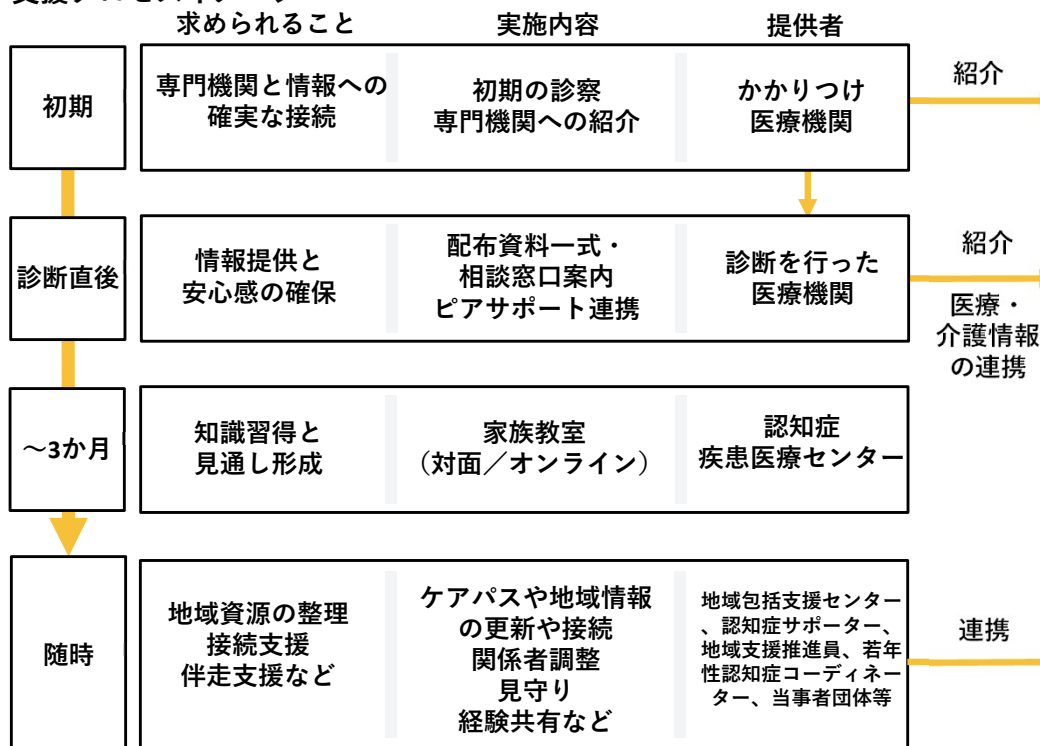 求められること
実施内容
提供者
初期
専門機関と情報への
確実な接続
初期の診察
専門機関への紹介
かかりつけ
医療機関
紹介
診断直後
情報提供と
安心感の確保
配布資料一式・
相談窓口案内
ピアサポート連携
診断を行った
医療機関
紹介
医療・
介護情報
の連携
～3か月
知識習得と
見通し形成
家族教室
（対面／オンライン）
認知症
疾患医療センター
随時
地域資源の整理
接続支援
伴走支援など
ケアパスや地域情報
の更新や接続
関係者調整
見守り
経験共有など
地域包括支援センター
、認知症サポーター、
地域支援推進員、若年
性認知症コーディネー
ター、当事者団体等
連携